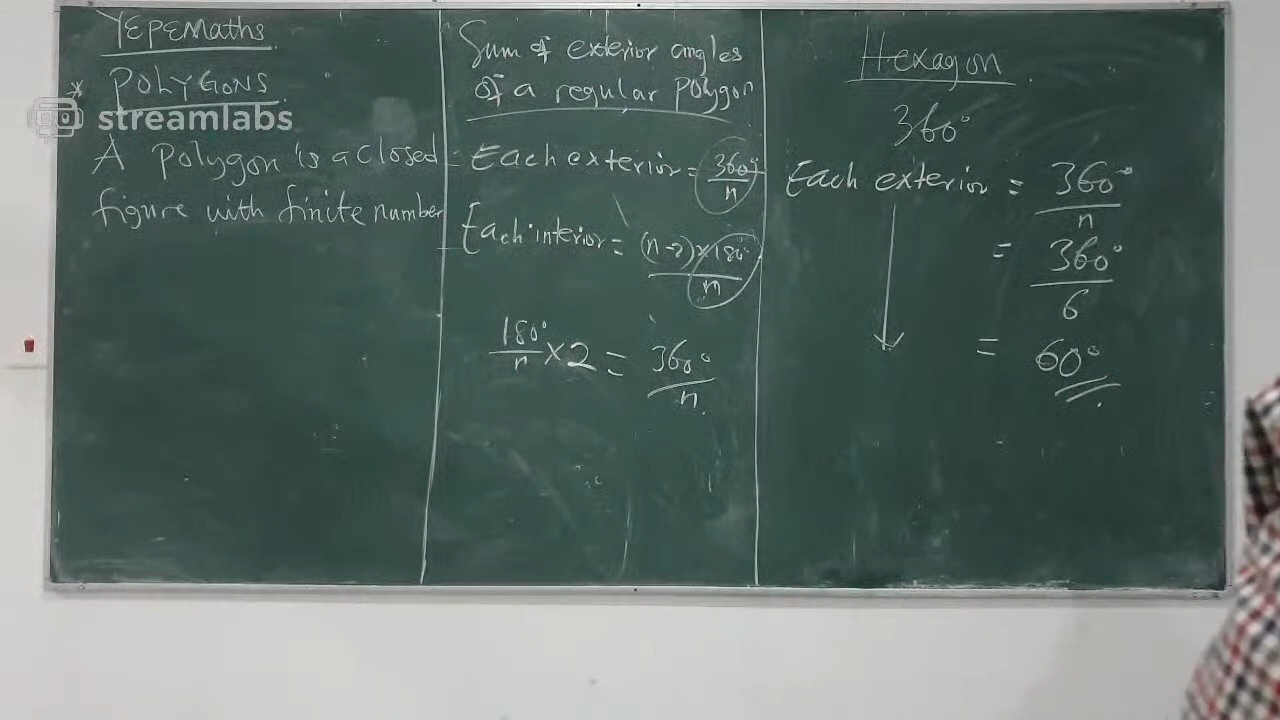 YEPEMaths
* POLYGONS
streamlabs
A polygon is a closed
figure with finite number
Sum of exterior angles
of a regular polygon
Each exterior = 360°/n
Each interior = (n-2)×180°/n
180°/n ×2 = 360°/n
Hexagon
360°
Each exterior = 360°/n
= 360°/6
= 60°